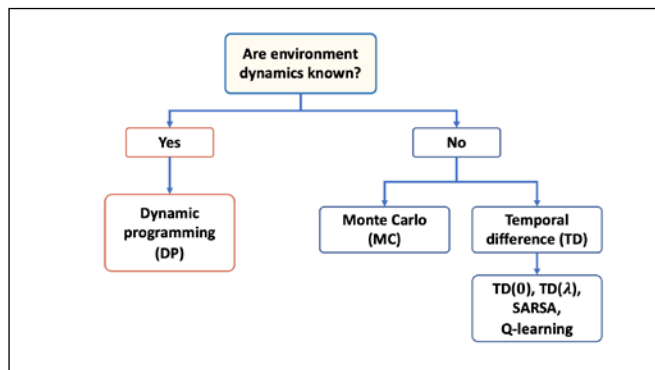 Are environment
dynamics known?
Yes
No
Dynamic
programming
(DP)
Monte Carlo
(MC)
Temporal
difference (TD)
TD(0), TD(λ),
SARSA,
Q-learning